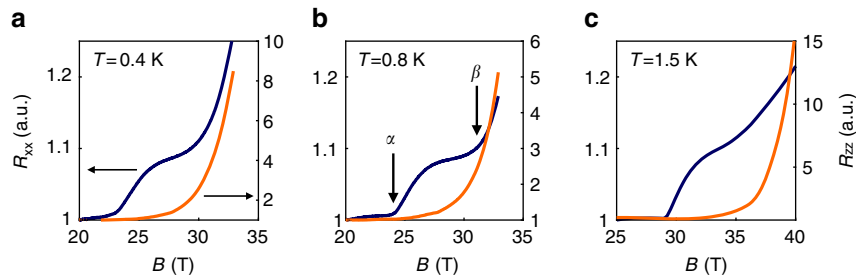 a
T = 0.4 K
R_xx (a.u.)
1.2
1.1
1
10
8
6
4
2
20 25 30 35
B (T)
b
T=0.8 K
α
β
1.2
1.1
1
6
5
4
3
2
1
20 25 30 35
B (T)
c
T=1.5 K
1.2
1.1
1
15
10
5
R_zz (a.u.)
25 30 35 40
B (T)